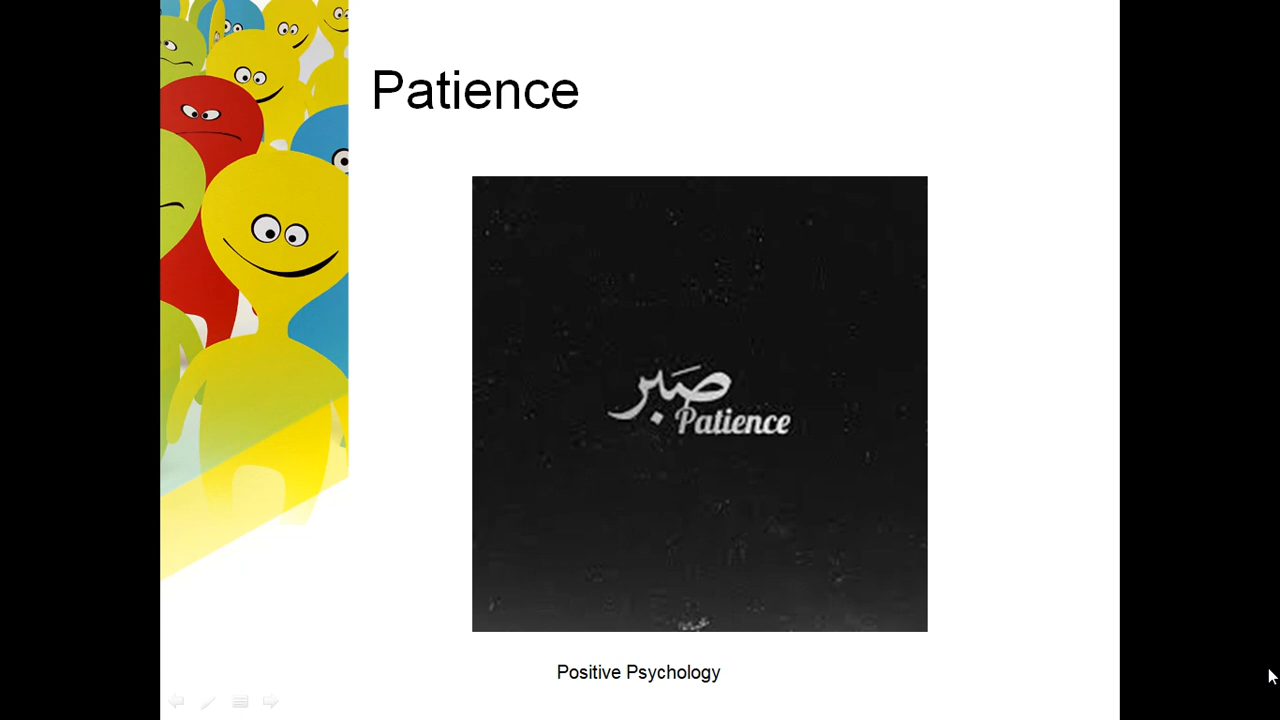 Patience
صَبر
Patience
Positive Psychology